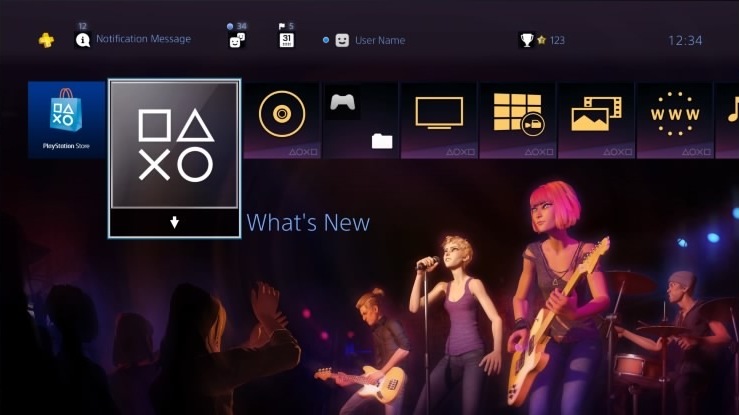 12
Notification Message
34
5
31
User Name
123
12:34
PlayStation Store
www
What's New